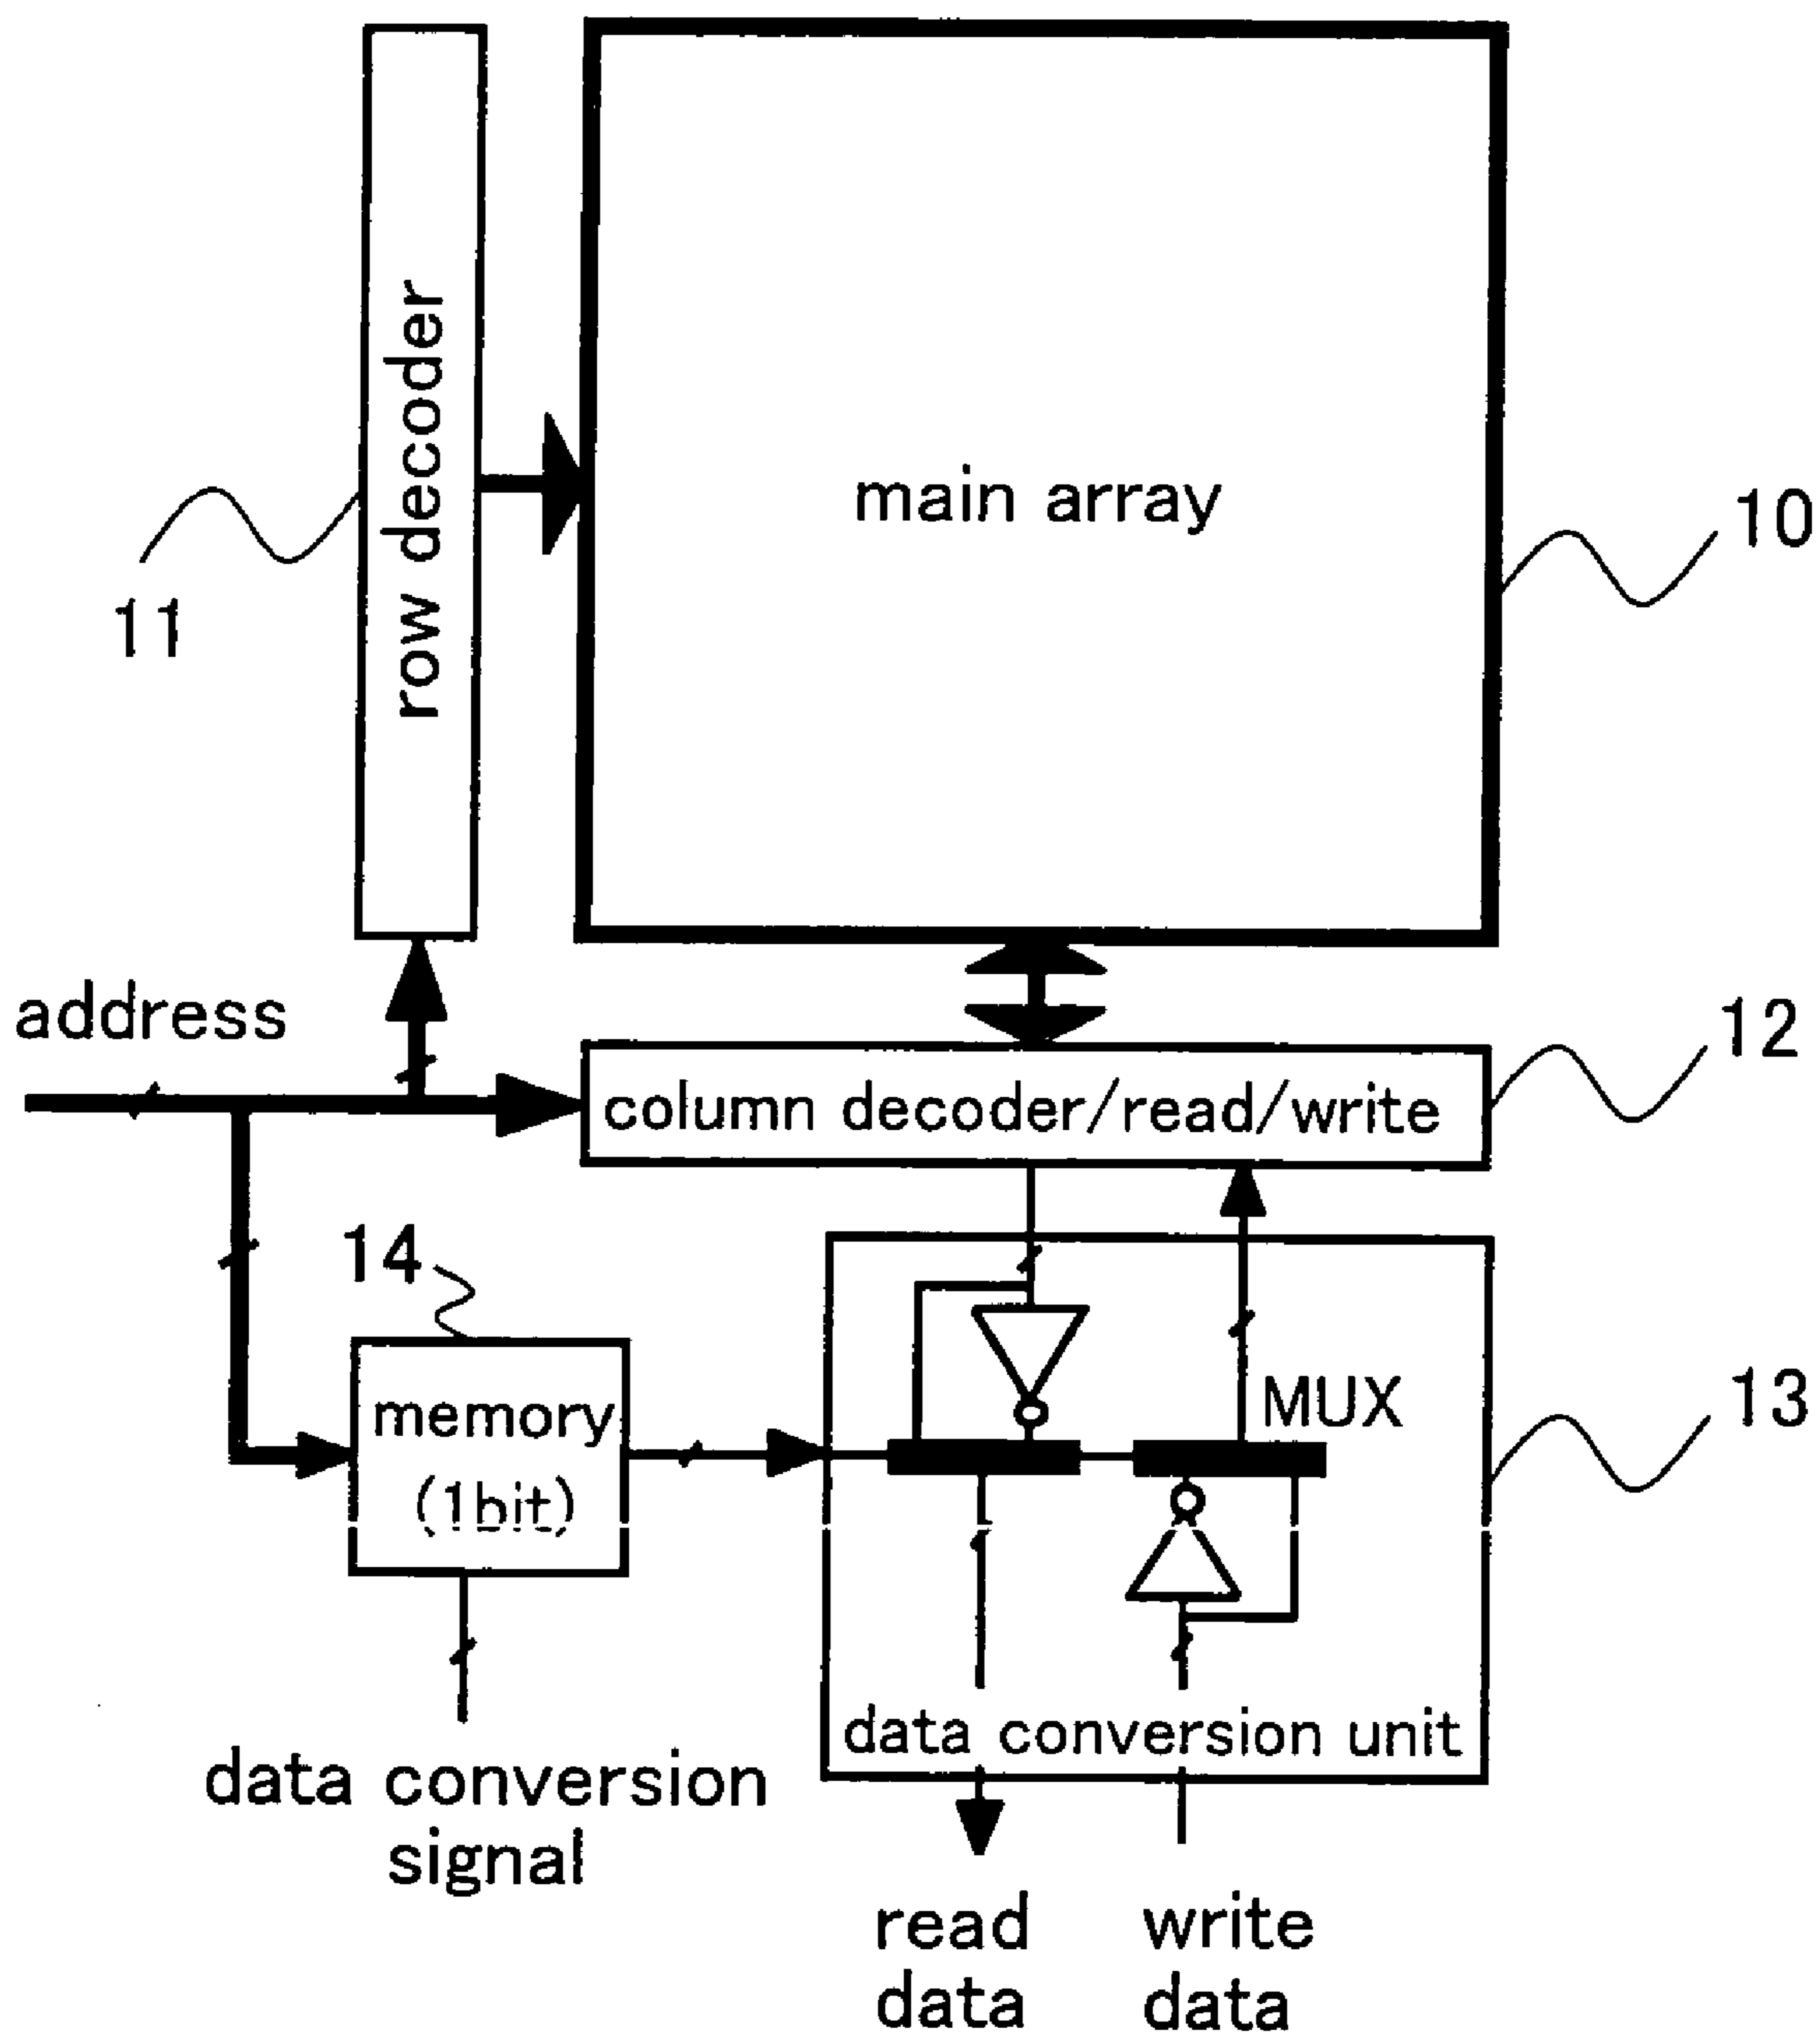 row decoder
main array
10
11
address
12
column decoder/read/write
14
memory
(1bit)
MUX
13
data conversion unit
data conversion
signal
read
data
write
data